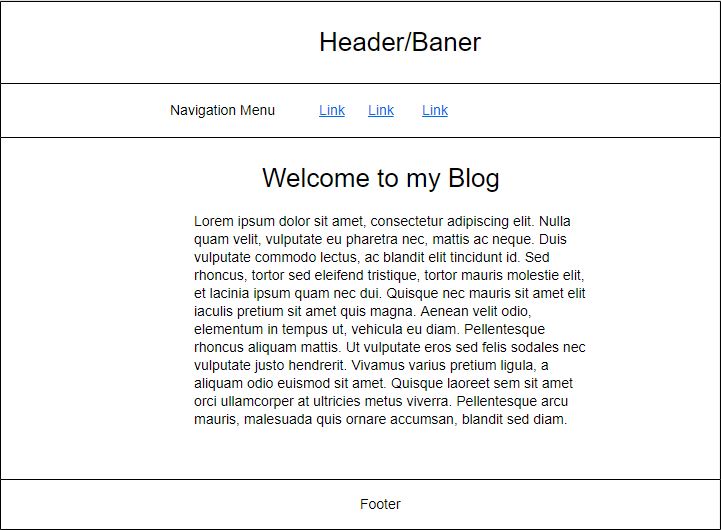 Header/Baner
Navigation Menu Link Link Link
Welcome to my Blog
Lorem ipsum dolor sit amet, consectetur adipiscing elit. Nulla
quam velit, vulputate eu pharetra nec, mattis ac neque. Duis
vulputate commodo lectus, ac blandit elit tincidunt id. Sed
rhoncus, tortor sed eleifend tristique, tortor mauris molestie elit,
et lacinia ipsum quam nec dui. Quisque nec mauris sit amet elit
iaculis pretium sit amet quis magna. Aenean velit odio,
elementum in tempus ut, vehicula eu diam. Pellentesque
rhoncus aliquam mattis. Ut vulputate eros sed felis sodales nec
vulputate justo hendrerit. Vivamus varius pretium ligula, a
aliquam odio euismod sit amet. Quisque laoreet sem sit amet
orci ullamcorper at ultricies metus viverra. Pellentesque arcu
mauris, malesuada quis ornare accumsan, blandit sed diam.
Footer